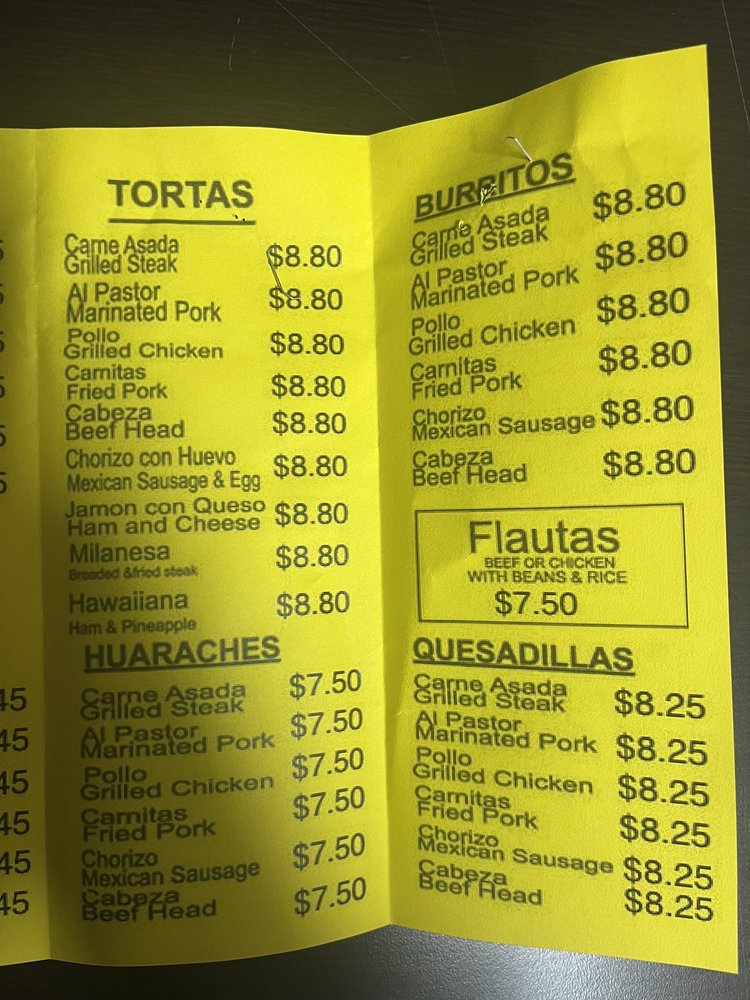 TORTAS
Carne Asada $8.80
Grilled Steak
Al Pastor $8.80
Marinated Pork
Pollo $8.80
Grilled Chicken
Carnitas $8.80
Fried Pork
Cabeza $8.80
Beef Head
Chorizo con Huevo $8.80
Mexican Sausage & Egg
Jamon con Queso $8.80
Ham and Cheese
Milanesa $8.80
Breaded &fried steak
Hawaiiana $8.80
Ham & Pineapple
HUARACHES
Carne Asada $7.50
Grilled Steak
Al Pastor $7.50
Marinated Pork
Pollo $7.50
Grilled Chicken
Carnitas $7.50
Fried Pork
Chorizo $7.50
Mexican Sausage
Cabeza $7.50
Beef Head
BURRITOS
Carne Asada $8.80
Grilled Steak
Al Pastor $8.80
Marinated Pork
Pollo $8.80
Grilled Chicken
Carnitas $8.80
Fried Pork
Chorizo $8.80
Mexican Sausage
Cabeza $8.80
Beef Head
Flautas
BEEF OR CHICKEN
WITH BEANS & RICE
$7.50
QUESADILLAS
Carne Asada $8.25
Grilled Steak
Al Pastor $8.25
Marinated Pork
Pollo $8.25
Grilled Chicken
Carnitas $8.25
Fried Pork
Chorizo $8.25
Mexican Sausage
Cabeza $8.25
Beef Head